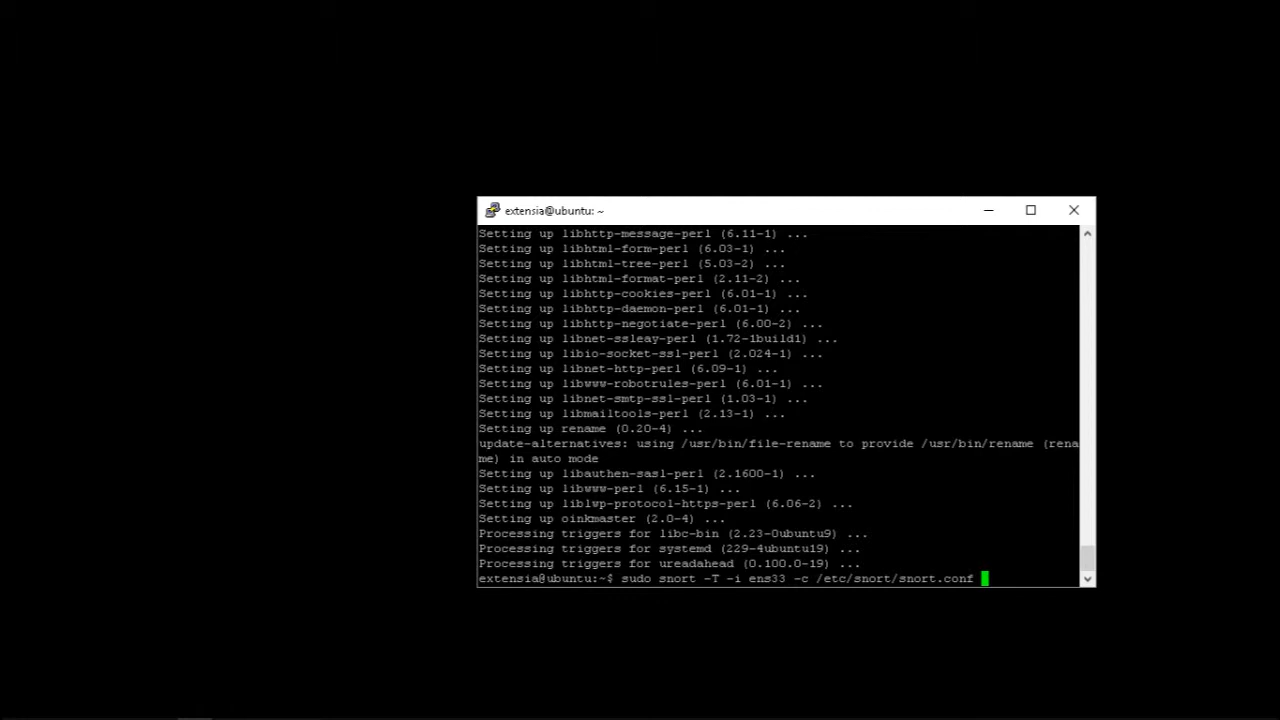 extensia@ubuntu: ~
Setting up libhttp-message-perl (6.11-1) ...
Setting up libhtml-form-perl (6.03-1) ...
Setting up libhtml-tree-perl (5.03-2) ...
Setting up libhtml-format-perl (2.11-2) ...
Setting up libhttp-cookies-perl (6.01-1) ...
Setting up libhttp-daemon-perl (6.01-1) ...
Setting up libhttp-negotiate-perl (6.00-2) ...
Setting up libnet-ssleay-perl (1.72-1build1) ...
Setting up libio-socket-ssl-perl (2.024-1) ...
Setting up libnet-http-perl (6.09-1) ...
Setting up libwww-robotrules-perl (6.01-1) ...
Setting up libnet-smtp-ssl-perl (1.03-1) ...
Setting up libmailtools-perl (2.13-1) ...
Setting up rename (0.20-4) ...
update-alternatives: using /usr/bin/file-rename to provide /usr/bin/rename (rena
me) in auto mode
Setting up libauthen-sasl-perl (2.1600-1) ...
Setting up libwww-perl (6.15-1) ...
Setting up liblwp-protocol-https-perl (6.06-2) ...
Setting up oinkmaster (2.0-4) ...
Processing triggers for libc-bin (2.23-0ubuntu9) ...
Processing triggers for systemd (229-4ubuntu19) ...
Processing triggers for ureadahead (0.100.0-19) ...
extensia@ubuntu:~$ sudo snort -T -i ens33 -c /etc/snort/snort.conf